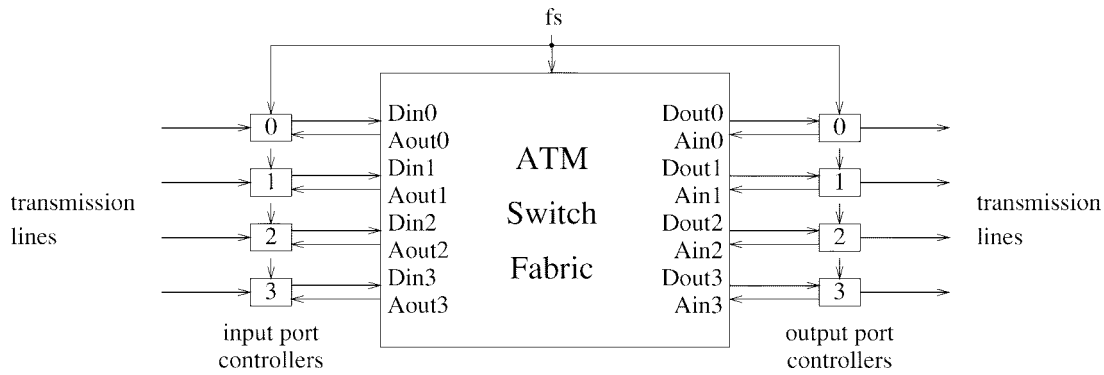 fs
Din0
Aout0
Din1
Aout1
Din2
Aout2
Din3
Aout3
ATM
Switch
Fabric
Dout0
Ain0
Dout1
Ain1
Dout2
Ain2
Dout3
Ain3
0
1
2
3
0
1
2
3
transmission
lines
transmission
lines
input port
controllers
output port
controllers